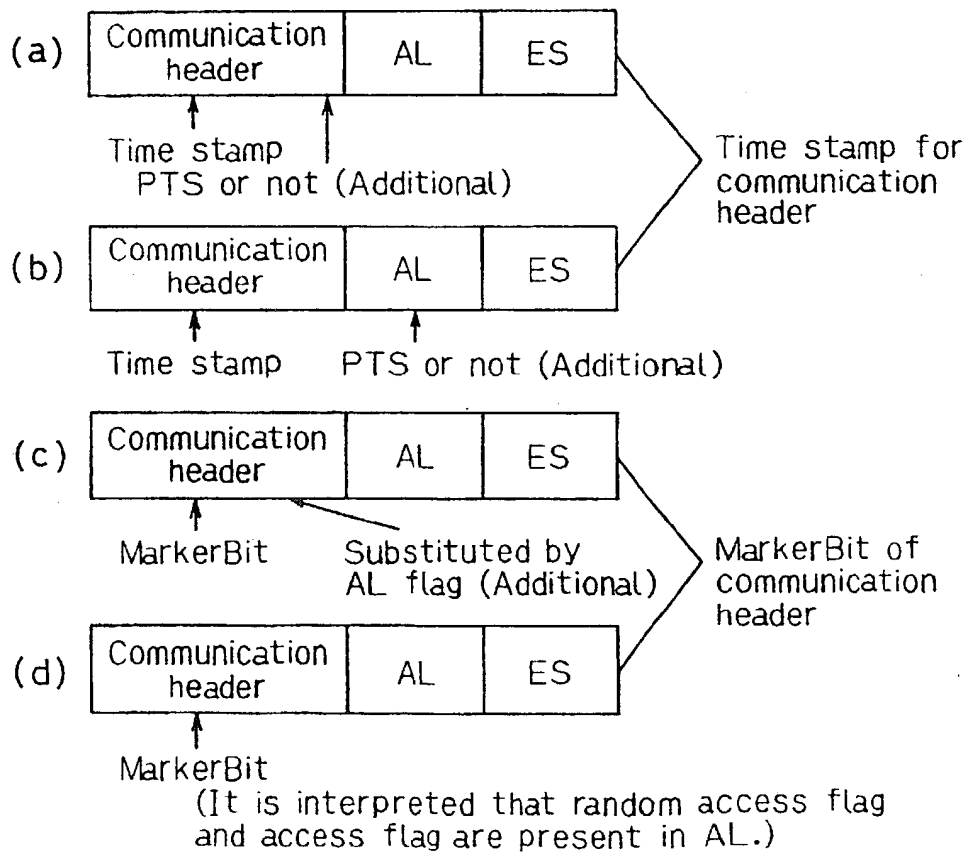 (a)
Communication
header
AL
ES
Time stamp
PTS or not (Additional)
Time stamp for
communication
header
(b)
Communication
header
AL
ES
Time stamp
PTS or not (Additional)
(c)
Communication
header
AL
ES
MarkerBit
Substituted by
AL flag (Additional)
MarkerBit of
communication
header
(d)
Communication
header
AL
ES
MarkerBit
(It is interpreted that random access flag
and access flag are present in AL.)